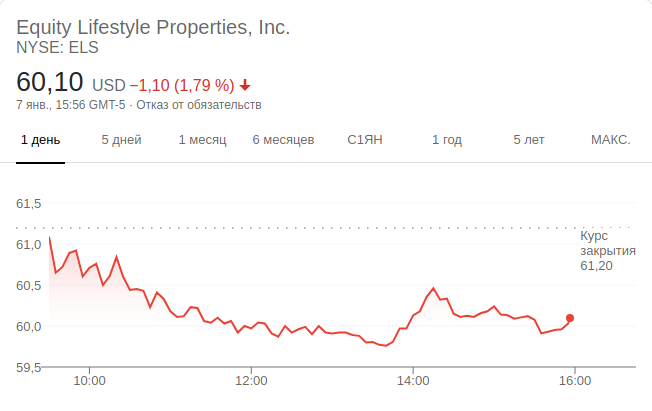 Equity Lifestyle Properties, Inc.
NYSE: ELS
60,10 USD −1,10 (1,79 %)
7 янв., 15:56 GMT-5 · Отказ от обязательств
1 день 5 дней 1 месяц 6 месяцев С1ЯН 1 год 5 лет МАКС.
61,5
Курс
закрытия
61,20
61,0
60,5
60,0
59,5
10:00 12:00 14:00 16:00